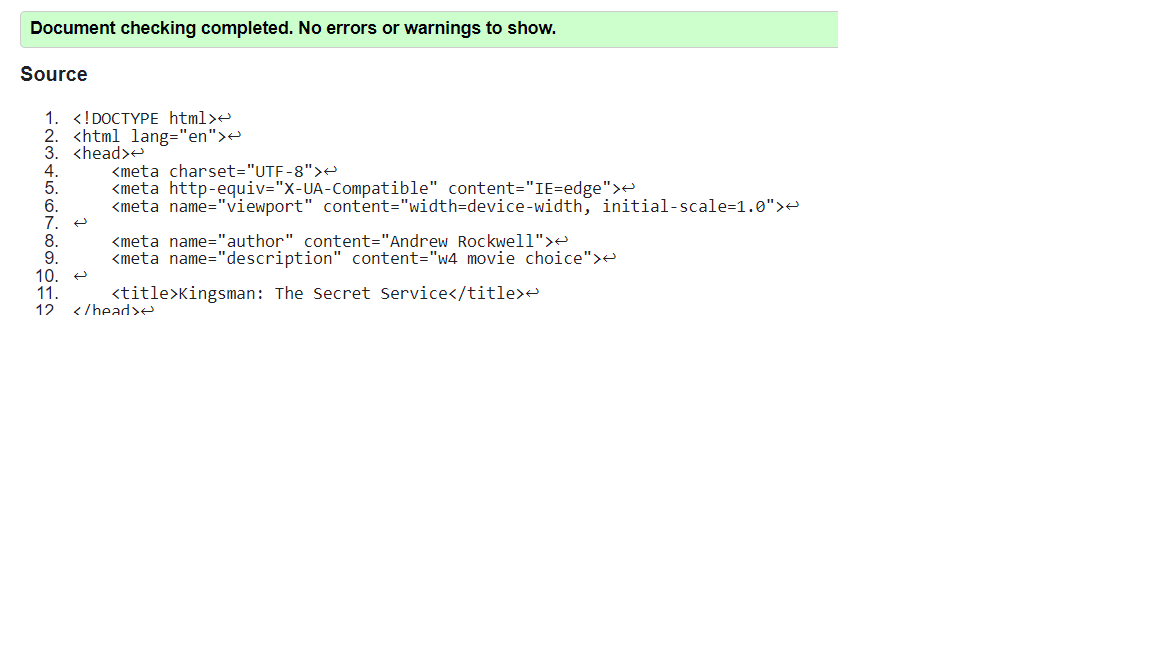 Document checking completed. No errors or warnings to show.
Source
1. <!DOCTYPE html>↩
2. <html lang="en">↩
3. <head>↩
4.     <meta charset="UTF-8">↩
5.     <meta http-equiv="X-UA-Compatible" content="IE=edge">↩
6.     <meta name="viewport" content="width=device-width, initial-scale=1.0">↩
7. ↩
8.     <meta name="author" content="Andrew Rockwell">↩
9.     <meta name="description" content="w4 movie choice">↩
10. ↩
11.     <title>Kingsman: The Secret Service</title>↩
12 </head>↩